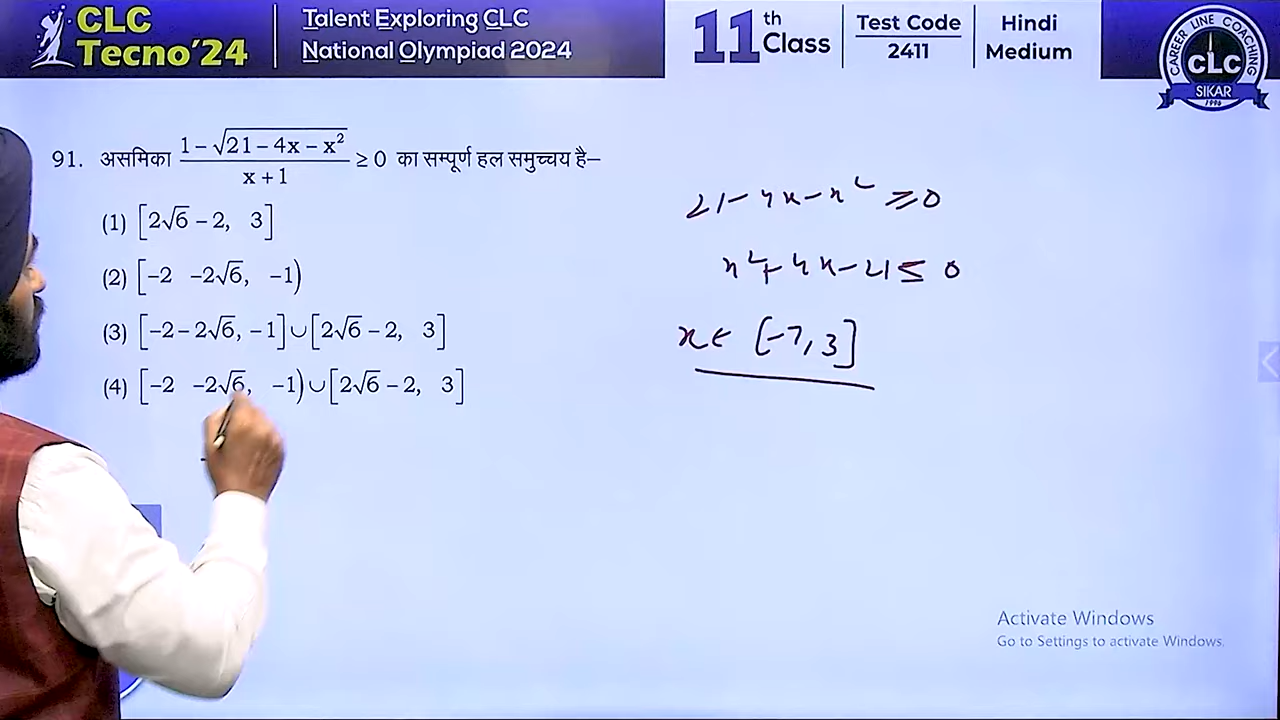 CLC
Tecno'24
Talent Exploring CLC
National Olympiad 2024
11th Class
Test Code
2411
Hindi
Medium
CAREER LINE COACHING
CLC
SIKAR
1996
91. असमिका (1 – √(21 – 4x – x²))/(x + 1) ≥ 0 का सम्पूर्ण हल समुच्चय है–
(1) [2√6 – 2, 3]
(2) [–2 –2√6, –1)
(3) [–2 – 2√6, –1] ∪ [2√6 – 2, 3]
(4) [–2 –2√6, –1) ∪ [2√6 – 2, 3]
21 – 4x – x² ≥ 0
x² + 4x – 21 ≤ 0
x ∈ [–7, 3]
Activate Windows
Go to Settings to activate Windows.